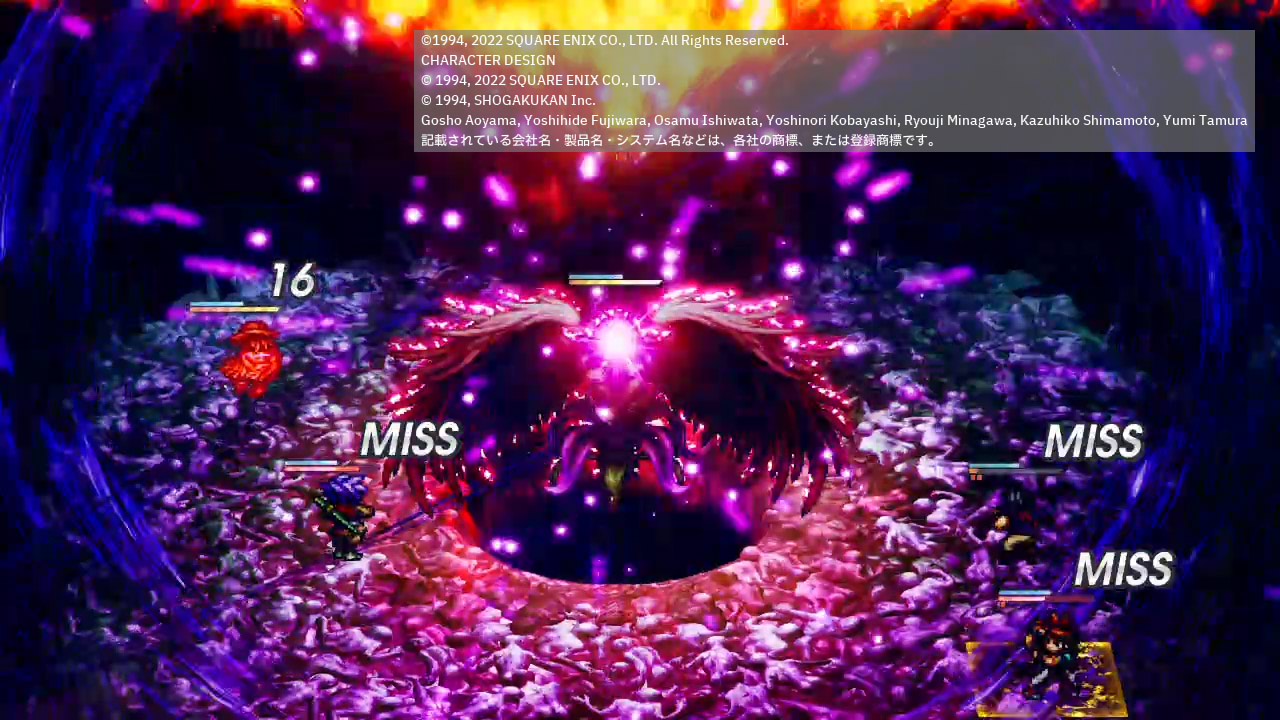 ©1994, 2022 SQUARE ENIX CO., LTD. All Rights Reserved.
CHARACTER DESIGN
© 1994, 2022 SQUARE ENIX CO., LTD.
© 1994, SHOGAKUKAN Inc.
Gosho Aoyama, Yoshihide Fujiwara, Osamu Ishiwata, Yoshinori Kobayashi, Ryouji Minagawa, Kazuhiko Shimamoto, Yumi Tamura
記載されている会社名・製品名・システム名などは、各社の商標、または登録商標です。
16
MISS
MISS
MISS